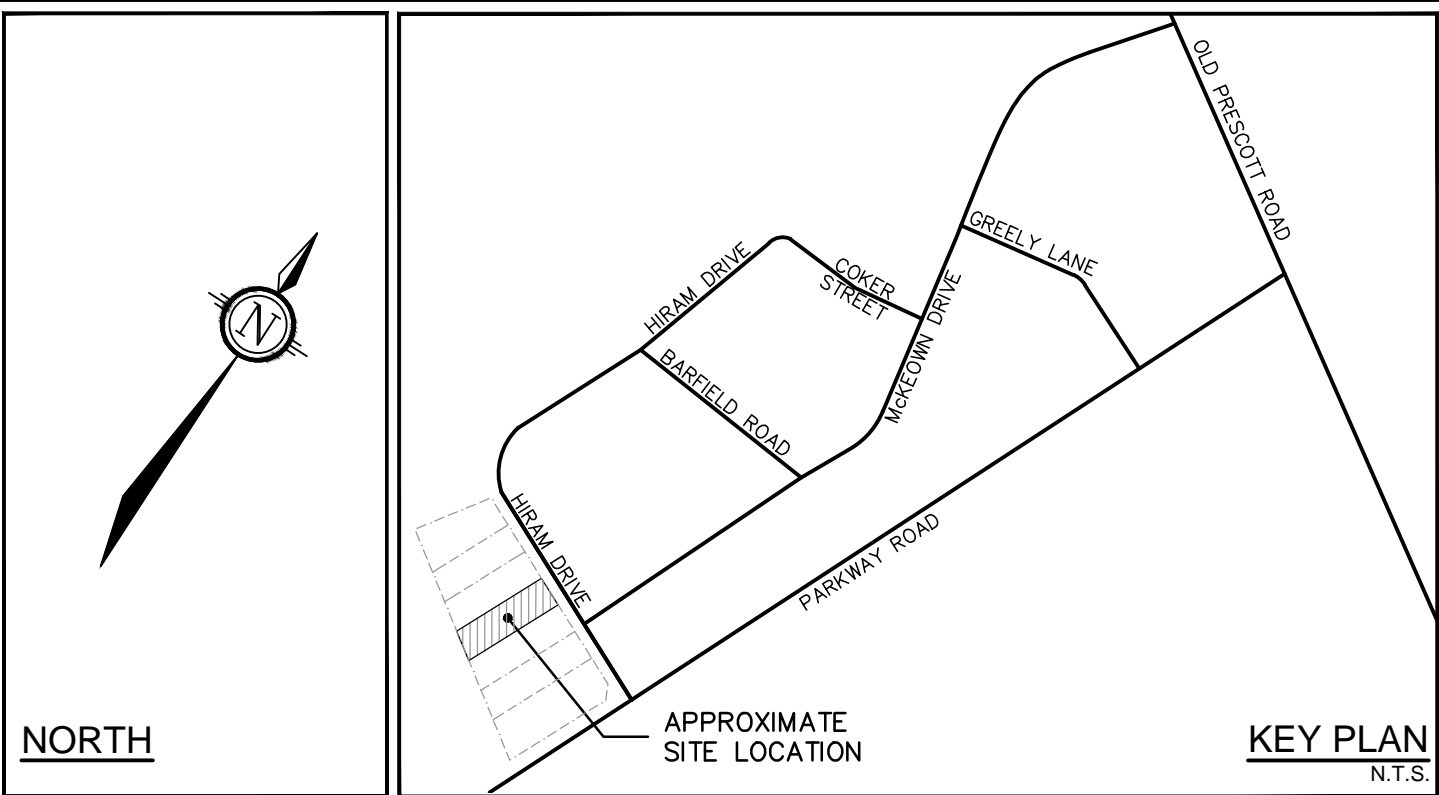 N
NORTH
OLD PRESCOTT ROAD
GREELY LANE
HIRAM DRIVE
COKER
STREET
McKEOWN DRIVE
BARFIELD ROAD
HIRAM DRIVE
PARKWAY ROAD
APPROXIMATE
SITE LOCATION
KEY PLAN
N.T.S.